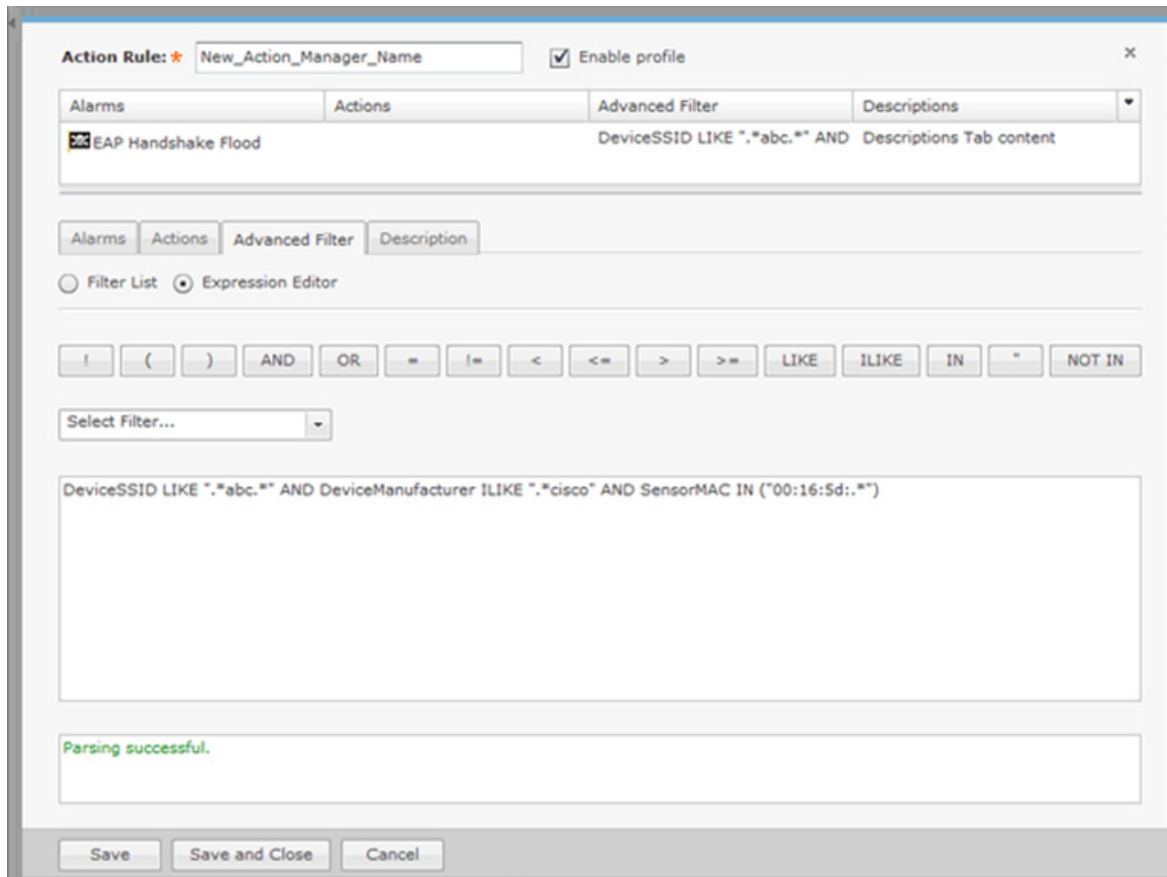 Action Rule: * New_Action_Manager_Name Enable profile ×
Alarms Actions Advanced Filter Descriptions
EAP Handshake Flood DeviceSSID LIKE ".*abc.*" AND Descriptions Tab content
Alarms Actions Advanced Filter Description
Filter List Expression Editor
! ( ) AND OR = != < <= > >= LIKE ILIKE IN " NOT IN
Select Filter...
DeviceSSID LIKE ".*abc.*" AND DeviceManufacturer ILIKE ".*cisco" AND SensorMAC IN ("00:16:5d:.*")
Parsing successful.
Save Save and Close Cancel